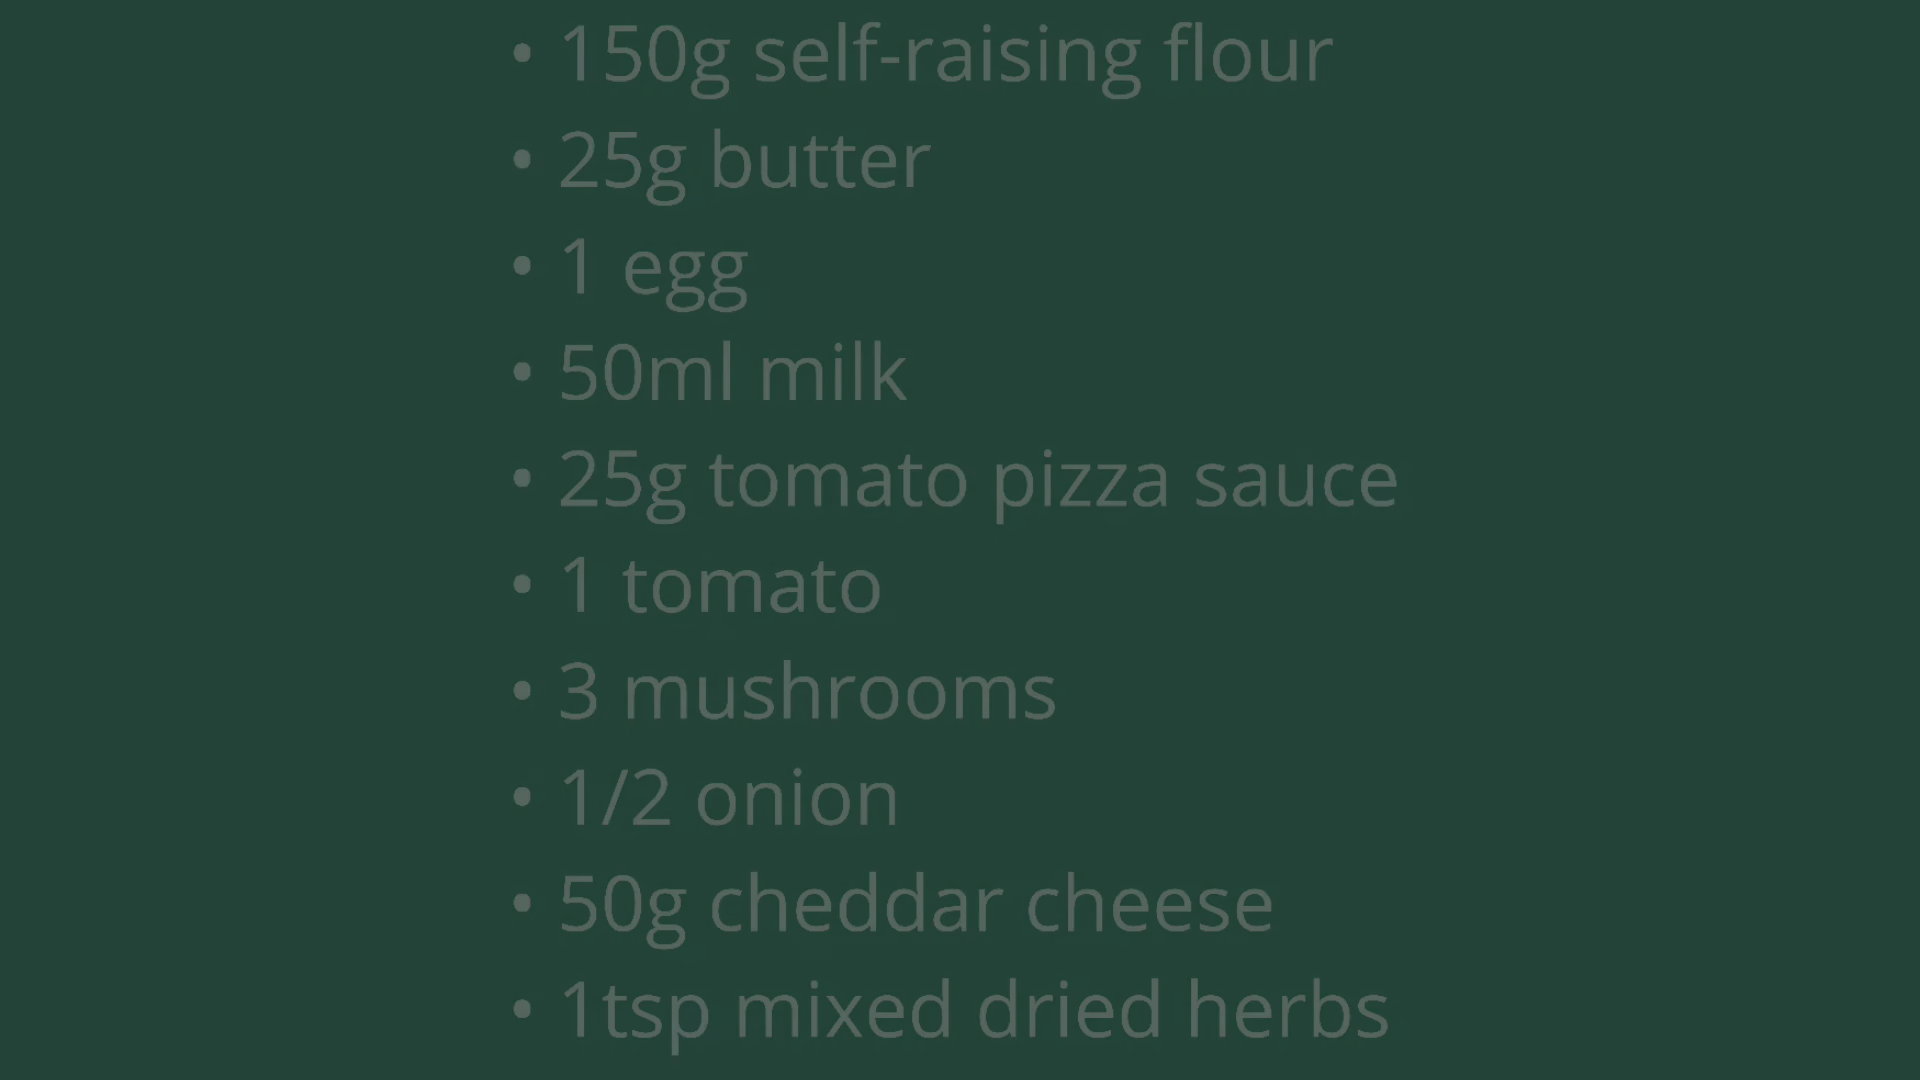 • 150g self-raising flour
• 25g butter
• 1 egg
• 50ml milk
• 25g tomato pizza sauce
• 1 tomato
• 3 mushrooms
• 1/2 onion
• 50g cheddar cheese
• 1tsp mixed dried herbs